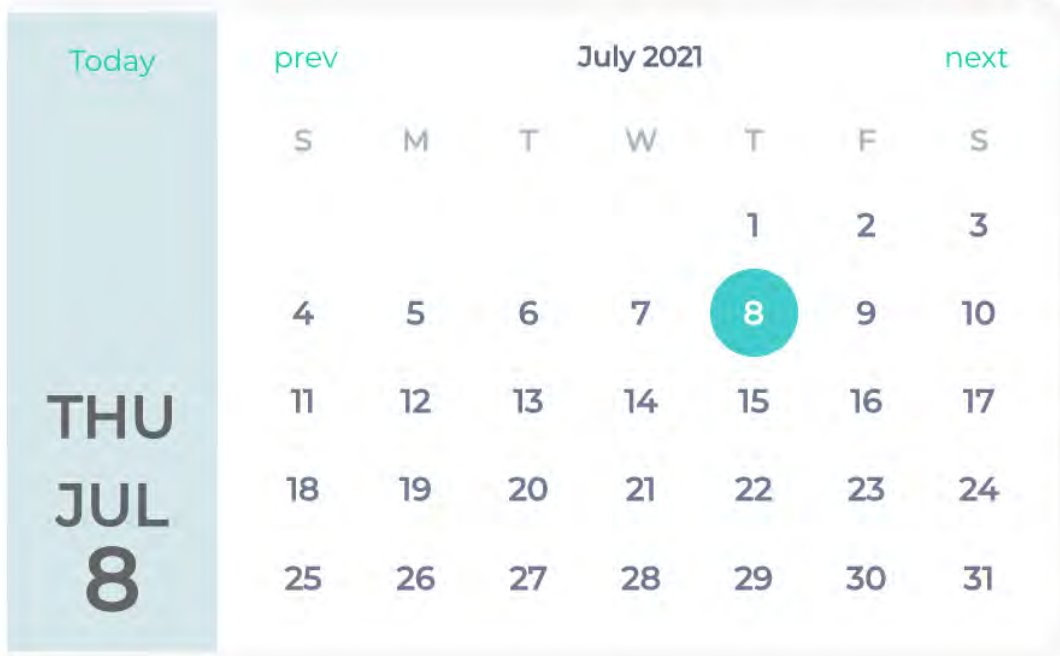 Today
THU
JUL
8
prev July 2021 next
S M T W T F S
1 2 3
4 5 6 7 8 9 10
11 12 13 14 15 16 17
18 19 20 21 22 23 24
25 26 27 28 29 30 31